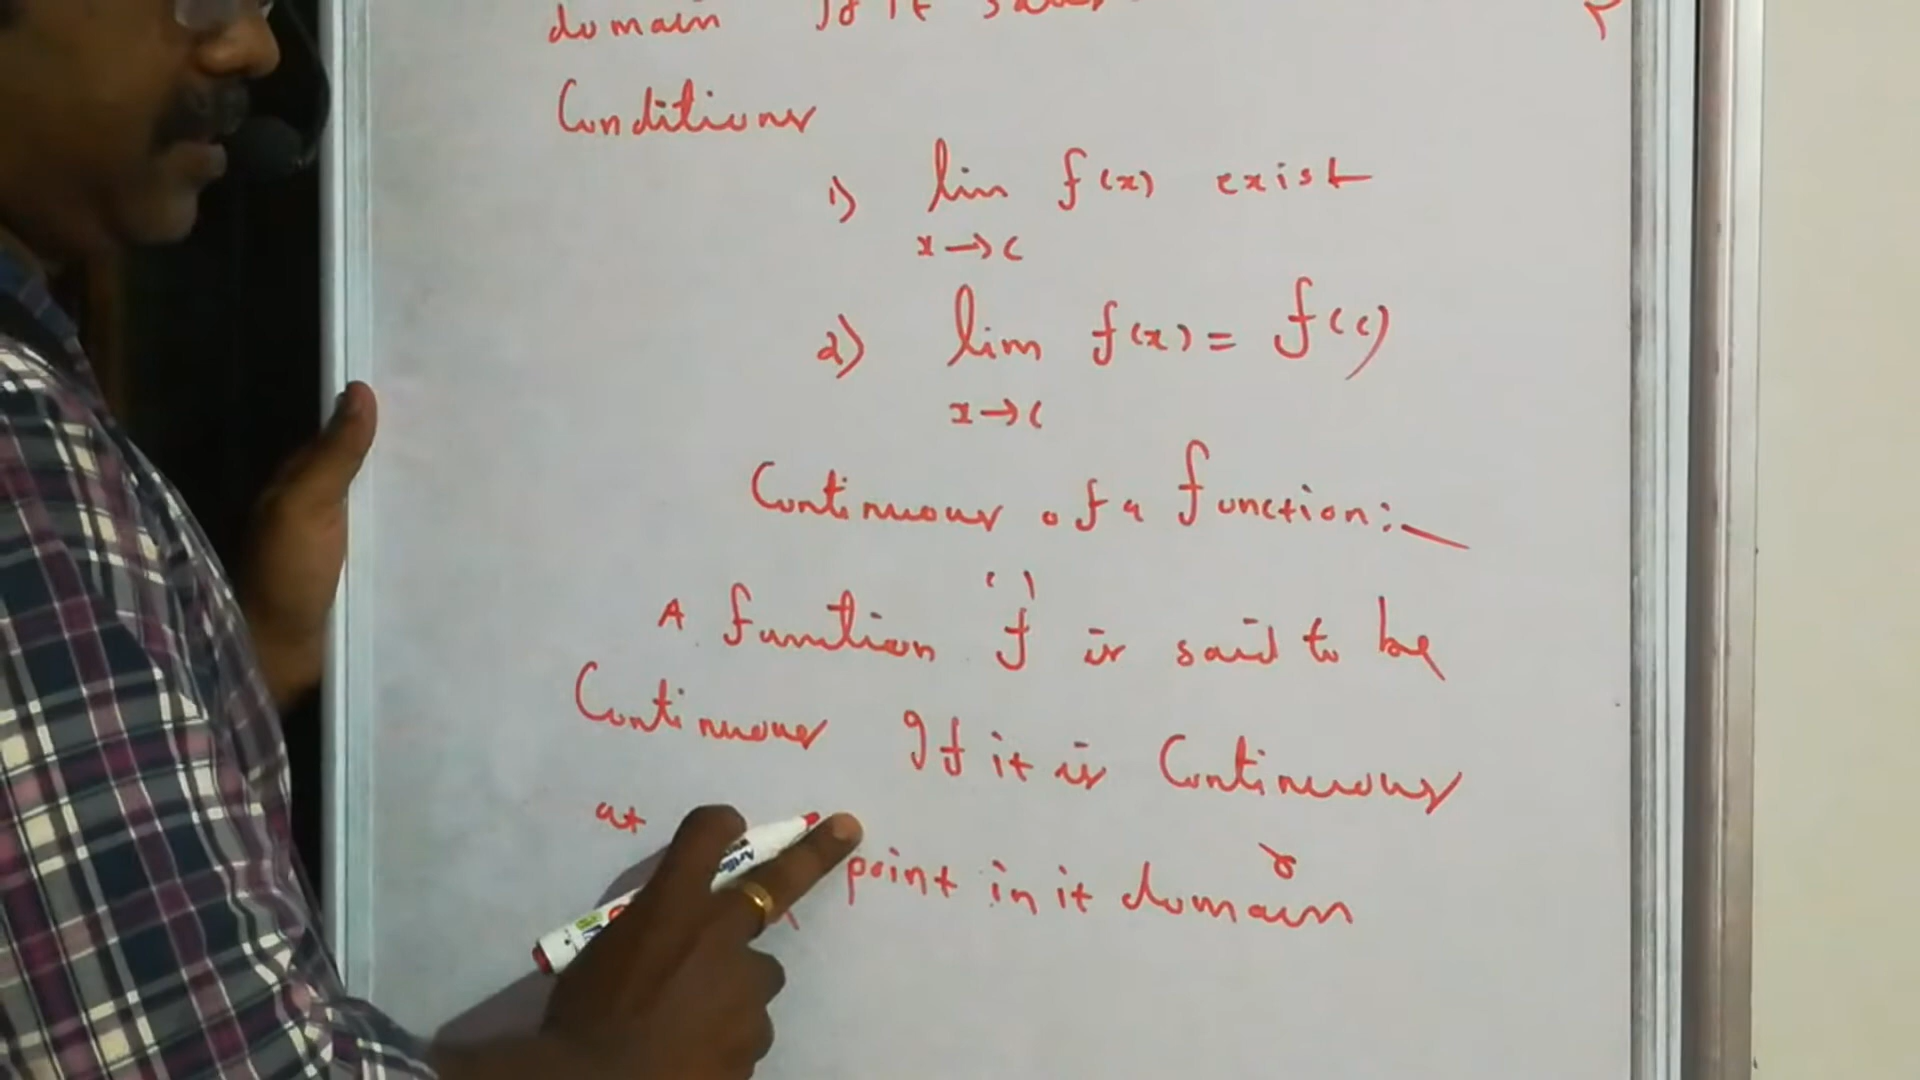 domain If it
Conditions
1) lim f(x) exist
x→c
2) lim f(x) = f(c)
x→c
Continuous of a function:-
A function 'f' is said to be
Continuous If it is Continuous
at point in it domain